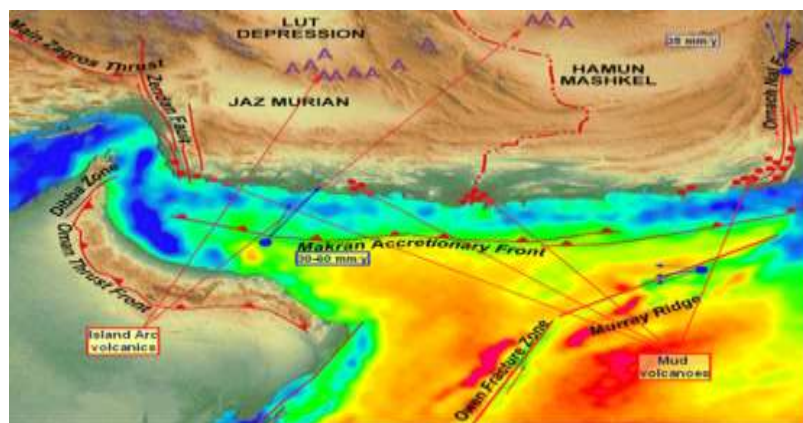 LUT
DEPRESSION
Main Zagros Thrust
39 mm:y
HAMUN
MASHKEL
Zendan Fault
Ornach Nal Fault
JAZ MURIAN
Dibba Zone
Oman Thrust Front
Makran Accretionary Front
30-60 mm:y
Murray Ridge
Island Arc
volcanics
Owen Fracture Zone
Mud
volcanoes